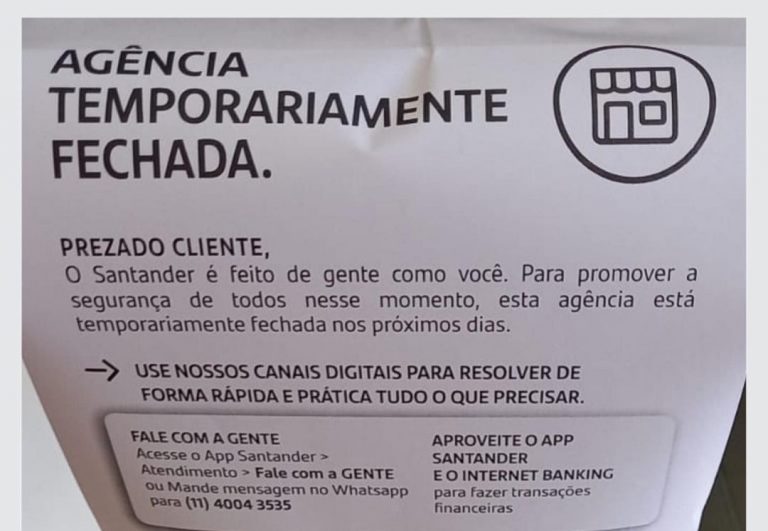 AGÊNCIA
TEMPORARIAMENTE
FECHADA.
PREZADO CLIENTE,
O Santander é feito de gente como você. Para promover a
segurança de todos nesse momento, esta agência está
temporariamente fechada nos próximos dias.
→ USE NOSSOS CANAIS DIGITAIS PARA RESOLVER DE
FORMA RÁPIDA E PRÁTICA TUDO O QUE PRECISAR.
FALE COM A GENTE
Acesse o App Santander >
Atendimento > Fale com a GENTE
ou Mande mensagem no Whatsapp
para (11) 4004 3535
APROVEITE O APP
SANTANDER
E O INTERNET BANKING
para fazer transações
financeiras